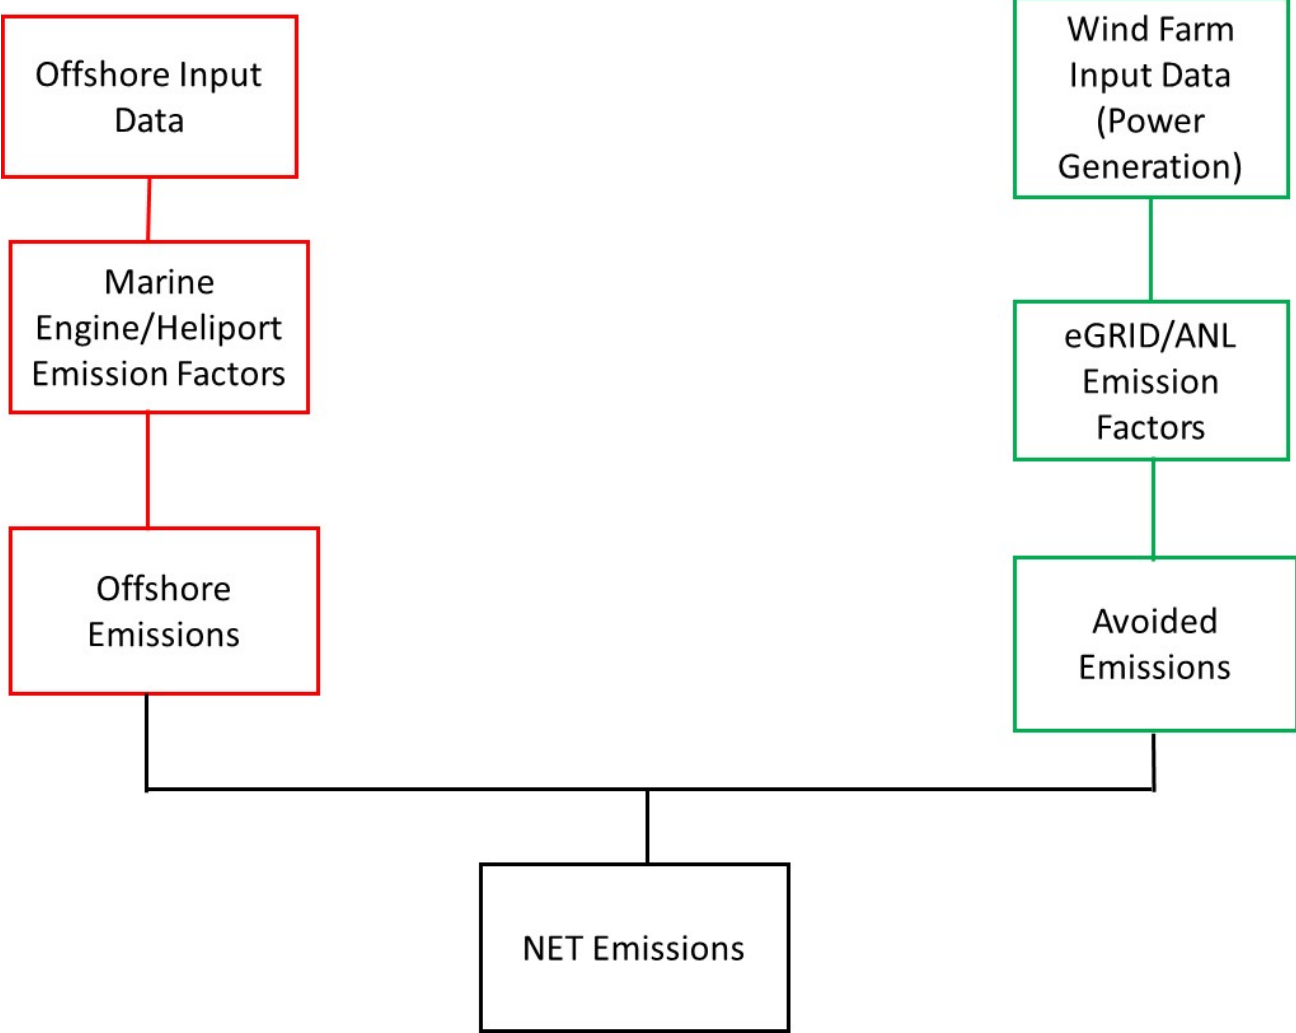 Offshore Input
Data
Marine
Engine/Heliport
Emission Factors
Offshore
Emissions
Wind Farm
Input Data
(Power
Generation)
eGRID/ANL
Emission
Factors
Avoided
Emissions
NET Emissions